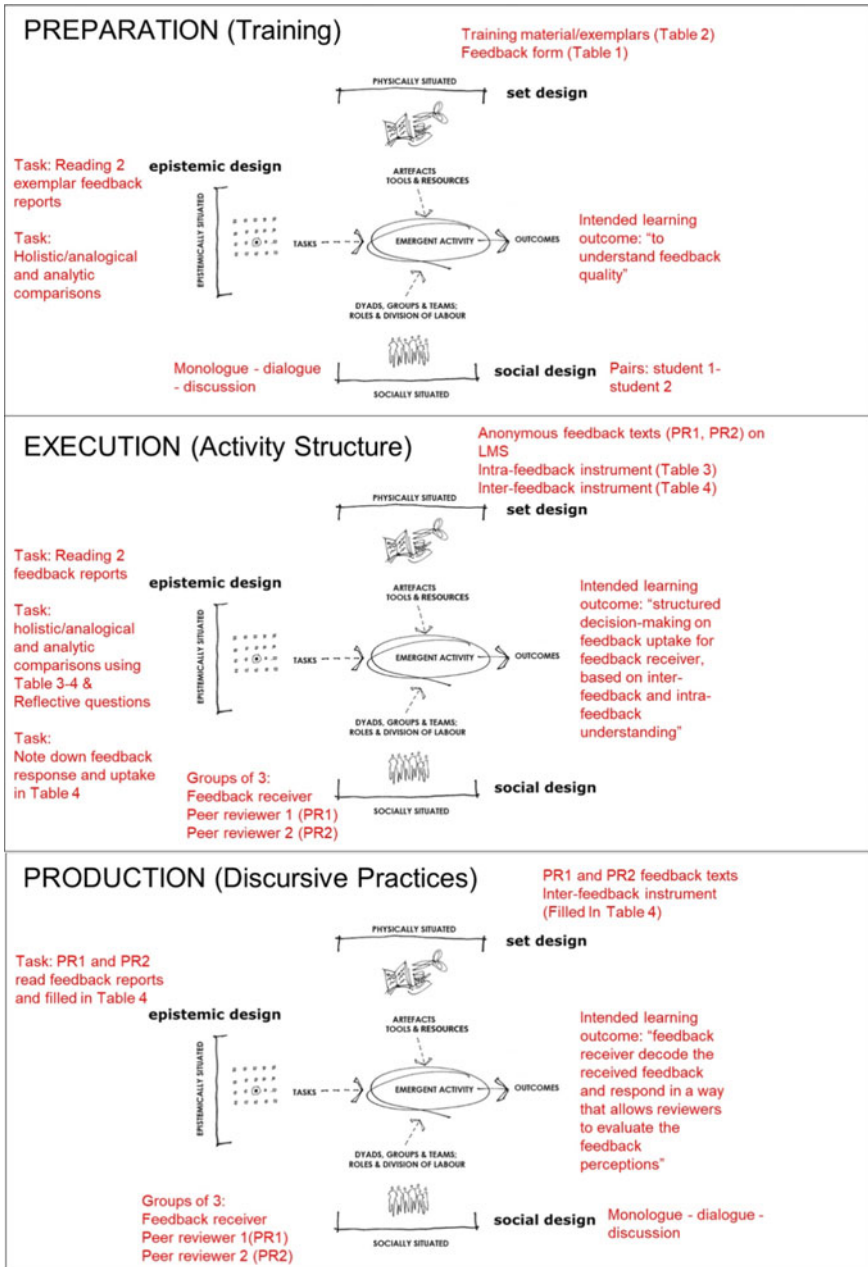 PREPARATION (Training)
Training material/exemplars (Table 2)
Feedback form (Table 1)
PHYSICALLY SITUATED
set design
Task: Reading 2
exemplar feedback
reports
Task:
Holistic/analogical
and analytic
comparisons
epistemic design
EPISTEMICALLY SITUATED
ARTEFACTS
TOOLS & RESOURCES
TASKS
EMERGENT ACTIVITY
OUTCOMES
Intended learning
outcome: “to
understand feedback
quality”
DYADS, GROUPS & TEAMS;
ROLES & DIVISION OF LABOUR
Monologue - dialogue
- discussion
SOCIALLY SITUATED
social design
Pairs: student 1-
student 2
EXECUTION (Activity Structure)
Anonymous feedback texts (PR1, PR2) on
LMS
Intra-feedback instrument (Table 3)
Inter-feedback instrument (Table 4)
PHYSICALLY SITUATED
set design
Task: Reading 2
feedback reports
Task:
holistic/analogical
and analytic
comparisons using
Table 3-4 &
Reflective questions
Task:
Note down feedback
response and uptake
in Table 4
epistemic design
EPISTEMICALLY SITUATED
ARTEFACTS
TOOLS & RESOURCES
TASKS
EMERGENT ACTIVITY
OUTCOMES
Intended learning
outcome: “structured
decision-making on
feedback uptake for
feedback receiver,
based on inter-
feedback and intra-
feedback
understanding”
DYADS, GROUPS & TEAMS;
ROLES & DIVISION OF LABOUR
Groups of 3:
Feedback receiver
Peer reviewer 1 (PR1)
Peer reviewer 2 (PR2)
SOCIALLY SITUATED
social design
PRODUCTION (Discursive Practices)
PR1 and PR2 feedback texts
Inter-feedback instrument
(Filled In Table 4)
PHYSICALLY SITUATED
set design
Task: PR1 and PR2
read feedback reports
and filled in Table 4
epistemic design
EPISTEMICALLY SITUATED
ARTEFACTS
TOOLS & RESOURCES
TASKS
EMERGENT ACTIVITY
OUTCOMES
Intended learning
outcome: “feedback
receiver decode the
received feedback
and respond in a way
that allows reviewers
to evaluate the
feedback
perceptions”
DYADS, GROUPS & TEAMS;
ROLES & DIVISION OF LABOUR
Groups of 3:
Feedback receiver
Peer reviewer 1(PR1)
Peer reviewer 2 (PR2)
SOCIALLY SITUATED
social design
Monologue - dialogue -
discussion